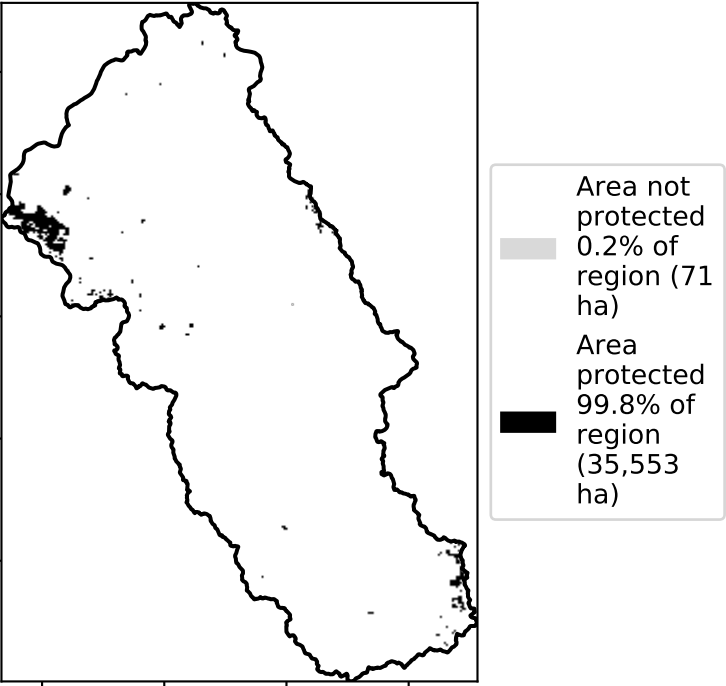 Area not
protected
0.2% of
region (71
ha)
Area
protected
99.8% of
region
(35,553
ha)